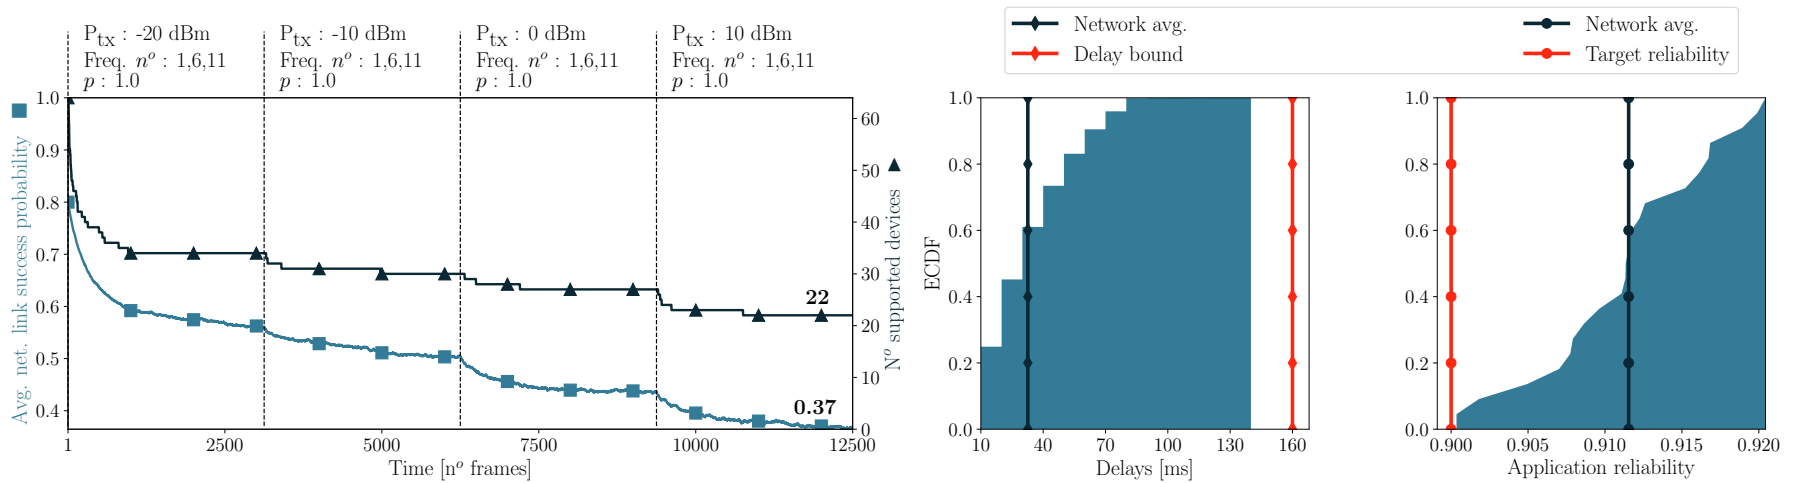 P_tx : -20 dBm
Freq. nº : 1,6,11
p : 1.0
P_tx : -10 dBm
Freq. nº : 1,6,11
p : 1.0
P_tx : 0 dBm
Freq. nº : 1,6,11
p : 1.0
P_tx : 10 dBm
Freq. nº : 1,6,11
p : 1.0
Avg. net. link success probability
1.0
0.9
0.8
0.7
0.6
0.5
0.4
22
0.37
60
50
40
30
20
10
0
Nº supported devices
1
2500
5000
7500
10000
12500
Time [nº frames]
Network avg.
Delay bound
Network avg.
Target reliability
ECDF
1.0
0.8
0.6
0.4
0.2
0.0
10
40
70
100
130
160
Delays [ms]
1.0
0.8
0.6
0.4
0.2
0.0
0.900
0.905
0.910
0.915
0.920
Application reliability